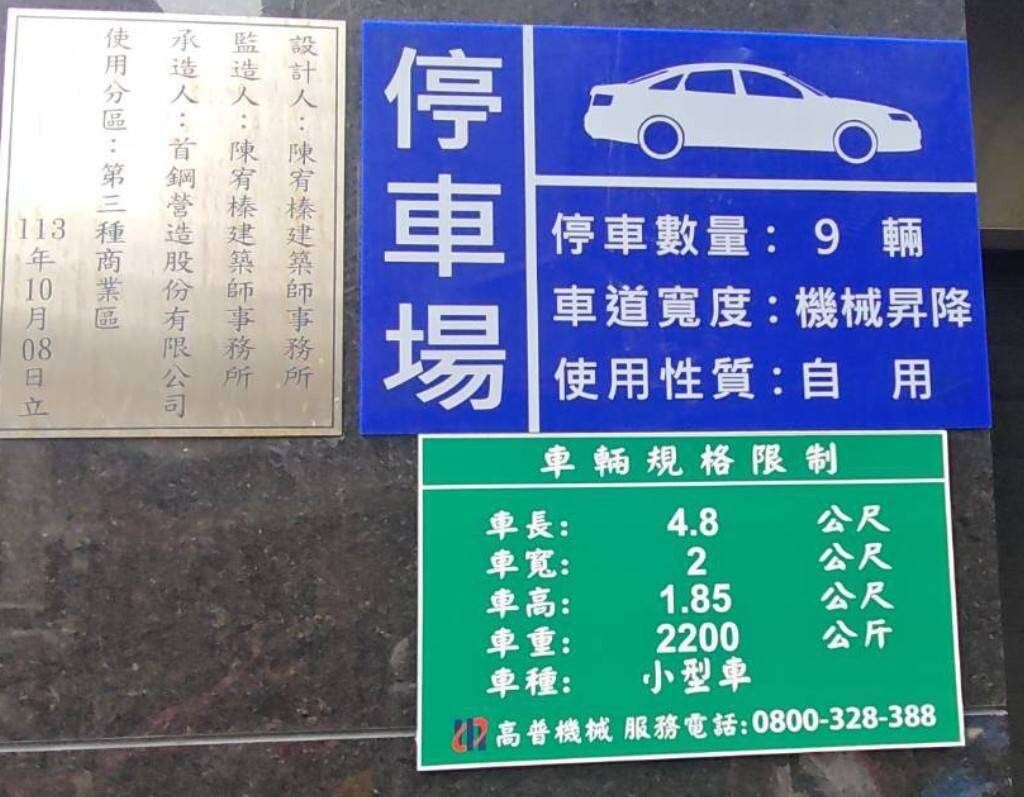 設計人：陳宥榛建築師事務所
監造人：陳宥榛建築師事務所
承造人：首鋼營造股份有限公司
使用分區：第三種商業區
113年10月08日立
停車場
停車數量：9 輛
車道寬度：機械昇降
使用性質：自 用
車輛規格限制
車長： 4.8 公尺
車寬： 2 公尺
車高： 1.85 公尺
車重： 2200 公斤
車種： 小型車
高普機械 服務電話：0800-328-388